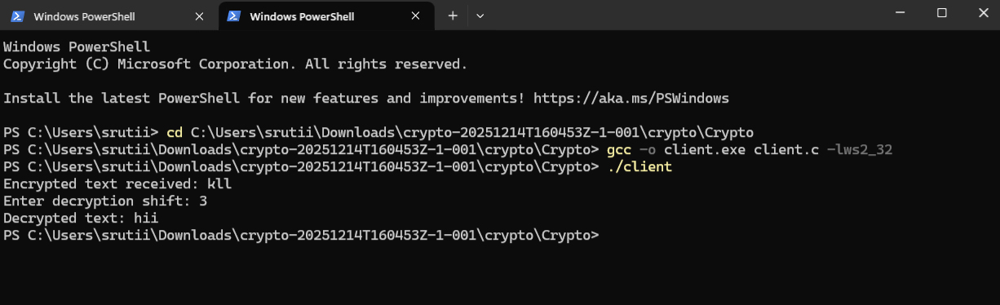 Windows PowerShell
Windows PowerShell
Windows PowerShell
Copyright (C) Microsoft Corporation. All rights reserved.
Install the latest PowerShell for new features and improvements! https://aka.ms/PSWindows
PS C:\Users\srutii> cd C:\Users\srutii\Downloads\crypto-20251214T160453Z-1-001\crypto\Crypto
PS C:\Users\srutii\Downloads\crypto-20251214T160453Z-1-001\crypto\Crypto> gcc -o client.exe client.c -lws2_32
PS C:\Users\srutii\Downloads\crypto-20251214T160453Z-1-001\crypto\Crypto> ./client
Encrypted text received: kll
Enter decryption shift: 3
Decrypted text: hii
PS C:\Users\srutii\Downloads\crypto-20251214T160453Z-1-001\crypto\Crypto>